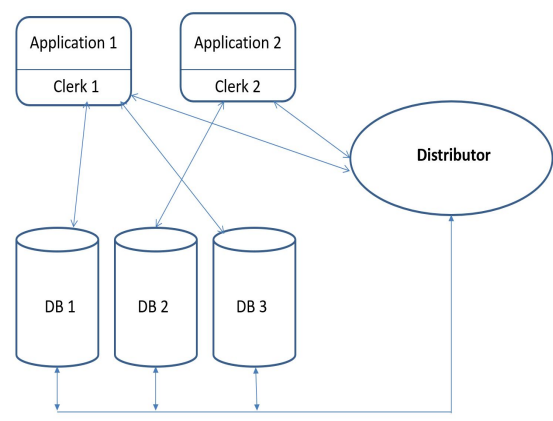 Application 1
Clerk 1
Application 2
Clerk 2
Distributor
DB 1
DB 2
DB 3